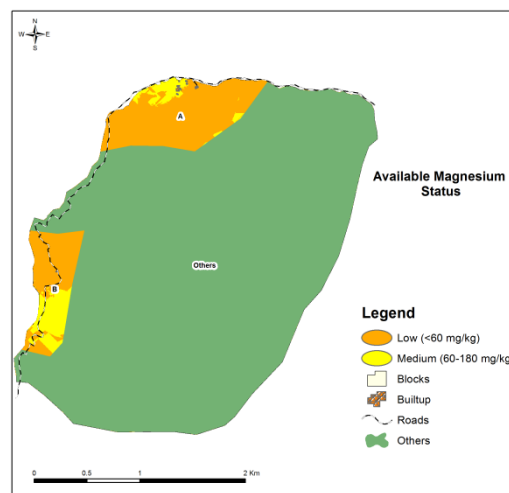 N
W E
S
A
Available Magnesium
Status
Others
B
Legend
Low (<60 mg/kg)
Medium (60-180 mg/kg)
Blocks
Builtup
Roads
Others
0 0.5 1 2 Km